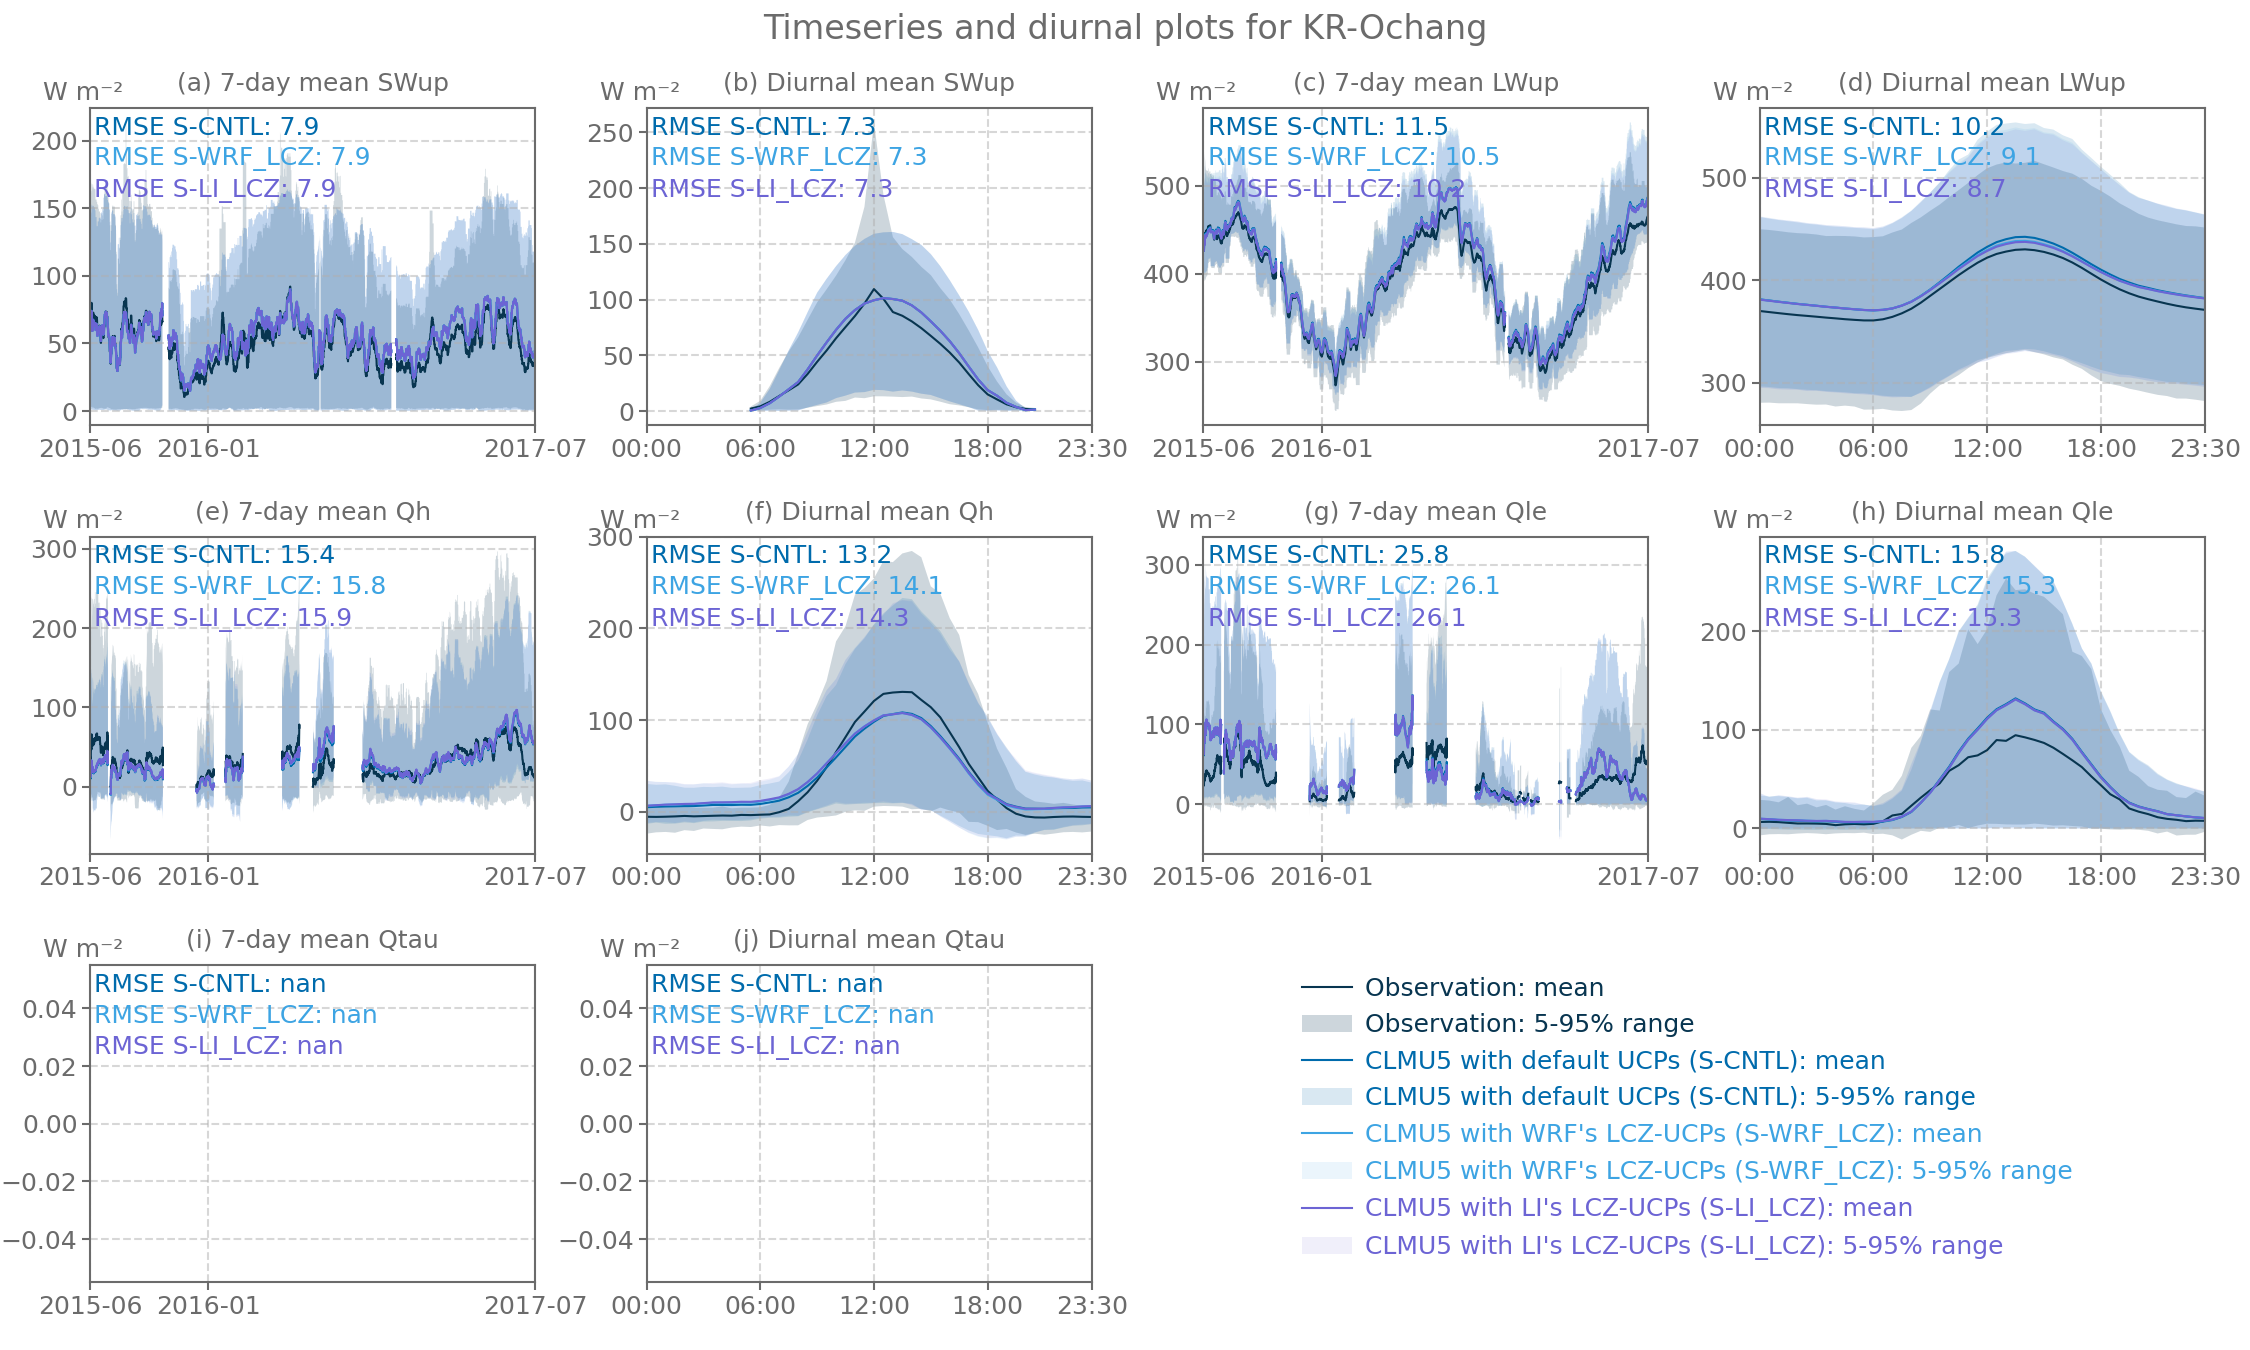 Timeseries and diurnal plots for KR-Ochang
W m⁻² (a) 7-day mean SWup
RMSE S-CNTL: 7.9
RMSE S-WRF_LCZ: 7.9
RMSE S-LI_LCZ: 7.9
200
150
100
50
0
2015-06 2016-01 2017-07
W m⁻² (b) Diurnal mean SWup
RMSE S-CNTL: 7.3
RMSE S-WRF_LCZ: 7.3
RMSE S-LI_LCZ: 7.3
250
200
150
100
50
0
00:00 06:00 12:00 18:00 23:30
W m⁻² (c) 7-day mean LWup
RMSE S-CNTL: 11.5
RMSE S-WRF_LCZ: 10.5
RMSE S-LI_LCZ: 10.2
500
400
300
2015-06 2016-01 2017-07
W m⁻² (d) Diurnal mean LWup
RMSE S-CNTL: 10.2
RMSE S-WRF_LCZ: 9.1
RMSE S-LI_LCZ: 8.7
500
400
300
00:00 06:00 12:00 18:00 23:30
W m⁻² (e) 7-day mean Qh
RMSE S-CNTL: 15.4
RMSE S-WRF_LCZ: 15.8
RMSE S-LI_LCZ: 15.9
300
200
100
0
2015-06 2016-01 2017-07
W m⁻² (f) Diurnal mean Qh
RMSE S-CNTL: 13.2
RMSE S-WRF_LCZ: 14.1
RMSE S-LI_LCZ: 14.3
300
200
100
0
00:00 06:00 12:00 18:00 23:30
W m⁻² (g) 7-day mean Qle
RMSE S-CNTL: 25.8
RMSE S-WRF_LCZ: 26.1
RMSE S-LI_LCZ: 26.1
300
200
100
0
2015-06 2016-01 2017-07
W m⁻² (h) Diurnal mean Qle
RMSE S-CNTL: 15.8
RMSE S-WRF_LCZ: 15.3
RMSE S-LI_LCZ: 15.3
200
100
0
00:00 06:00 12:00 18:00 23:30
W m⁻² (i) 7-day mean Qtau
RMSE S-CNTL: nan
RMSE S-WRF_LCZ: nan
RMSE S-LI_LCZ: nan
0.04
0.02
0.00
−0.02
−0.04
2015-06 2016-01 2017-07
W m⁻² (j) Diurnal mean Qtau
RMSE S-CNTL: nan
RMSE S-WRF_LCZ: nan
RMSE S-LI_LCZ: nan
0.04
0.02
0.00
−0.02
−0.04
00:00 06:00 12:00 18:00 23:30
Observation: mean
Observation: 5-95% range
CLMU5 with default UCPs (S-CNTL): mean
CLMU5 with default UCPs (S-CNTL): 5-95% range
CLMU5 with WRF's LCZ-UCPs (S-WRF_LCZ): mean
CLMU5 with WRF's LCZ-UCPs (S-WRF_LCZ): 5-95% range
CLMU5 with LI's LCZ-UCPs (S-LI_LCZ): mean
CLMU5 with LI's LCZ-UCPs (S-LI_LCZ): 5-95% range